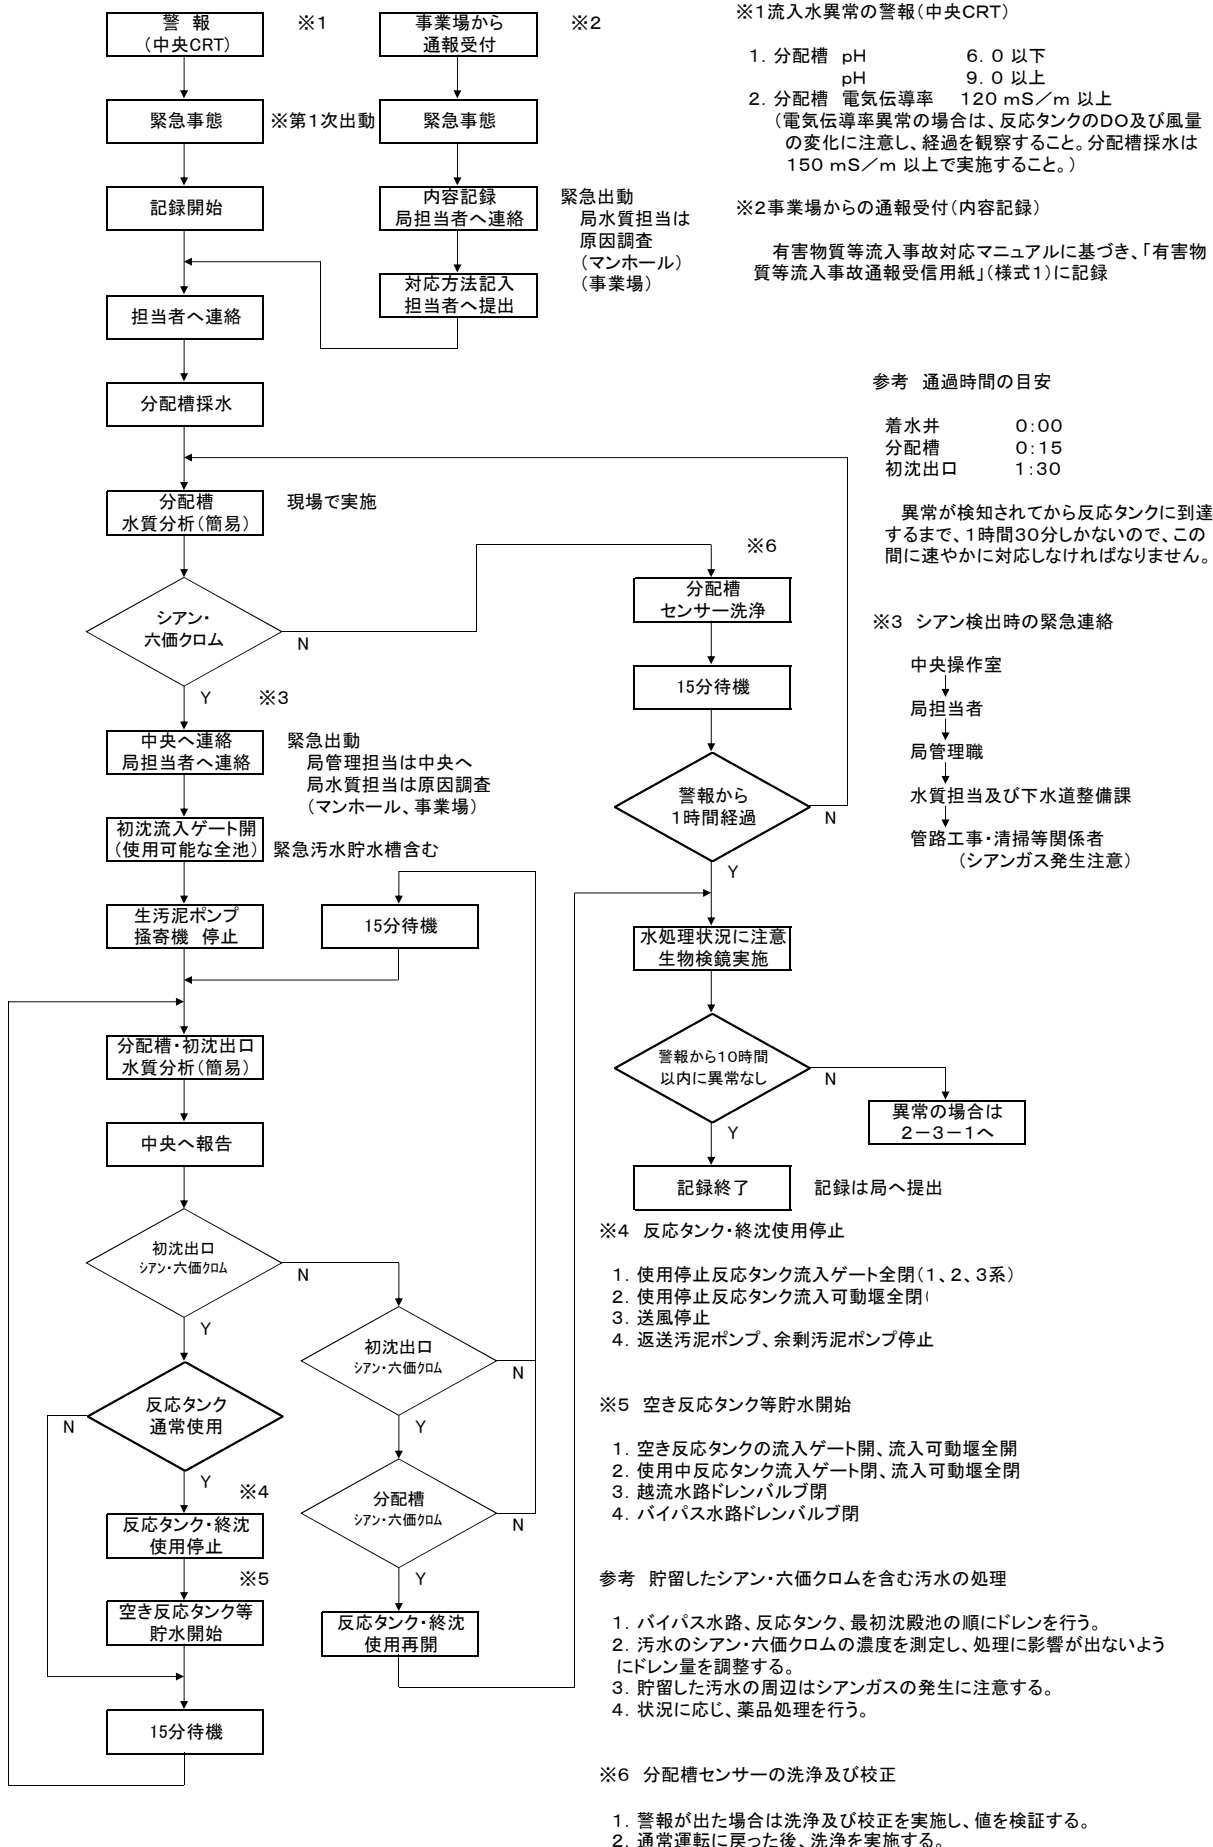 警 報
（中央CRT）
※1
事業場から
通報受付
※2
緊急事態
※第1次出動
緊急事態
記録開始
内容記録
局担当者へ連絡
緊急出動
局水質担当は
原因調査
（マンホール）
（事業場）
対応方法記入
担当者へ提出
担当者へ連絡
分配槽採水
分配槽
水質分析（簡易）
現場で実施
シアン・
六価クロム
N
Y
※3
中央へ連絡
局担当者へ連絡
緊急出動
局管理担当は中央へ
局水質担当は原因調査
（マンホール、事業場）
初沈流入ゲート開
（使用可能な全池）
緊急汚水貯水槽含む
生汚泥ポンプ
掻寄機 停止
15分待機
分配槽・初沈出口
水質分析（簡易）
中央へ報告
初沈出口
シアン・六価クロム
N
Y
初沈出口
シアン・六価クロム
N
Y
反応タンク
通常使用
N
Y
※4
分配槽
シアン・六価クロム
N
Y
反応タンク・終沈
使用停止
※5
空き反応タンク等
貯水開始
反応タンク・終沈
使用再開
15分待機
※6
分配槽
センサー洗浄
15分待機
警報から
1時間経過
N
Y
水処理状況に注意
生物検鏡実施
警報から10時間
以内に異常なし
N
Y
異常の場合は
2－3－1へ
記録終了
記録は局へ提出
※1流入水異常の警報（中央CRT）
1．分配槽 pH 6．0 以下
pH 9．0 以上
2．分配槽 電気伝導率 120 mS／m 以上
（電気伝導率異常の場合は、反応タンクのDO及び風量
の変化に注意し、経過を観察すること。分配槽採水は
150 mS／m 以上で実施すること。）
※2事業場からの通報受付（内容記録）
有害物質等流入事故対応マニュアルに基づき、「有害物
質等流入事故通報受信用紙」（様式1）に記録
参考 通過時間の目安
着水井 0:00
分配槽 0:15
初沈出口 1:30
異常が検知されてから反応タンクに到達
するまで、1時間30分しかないので、この
間に速やかに対応しなければなりません。
※3 シアン検出時の緊急連絡
中央操作室
局担当者
局管理職
水質担当及び下水道整備課
管路工事・清掃等関係者
（シアンガス発生注意）
※4 反応タンク・終沈使用停止
1．使用停止反応タンク流入ゲート全閉（1、2、3系）
2．使用停止反応タンク流入可動堰全閉（
3．送風停止
4．返送汚泥ポンプ、余剰汚泥ポンプ停止
※5 空き反応タンク等貯水開始
1．空き反応タンクの流入ゲート開、流入可動堰全開
2．使用中反応タンク流入ゲート閉、流入可動堰全閉
3．越流水路ドレンバルブ閉
4．バイパス水路ドレンバルブ閉
参考 貯留したシアン・六価クロムを含む汚水の処理
1．バイパス水路、反応タンク、最初沈殿池の順にドレンを行う。
2．汚水のシアン・六価クロムの濃度を測定し、処理に影響が出ないよう
にドレン量を調整する。
3．貯留した汚水の周辺はシアンガスの発生に注意する。
4．状況に応じ、薬品処理を行う。
※6 分配槽センサーの洗浄及び校正
1．警報が出た場合は洗浄及び校正を実施し、値を検証する。
2．通常運転に戻った後、洗浄を実施する。